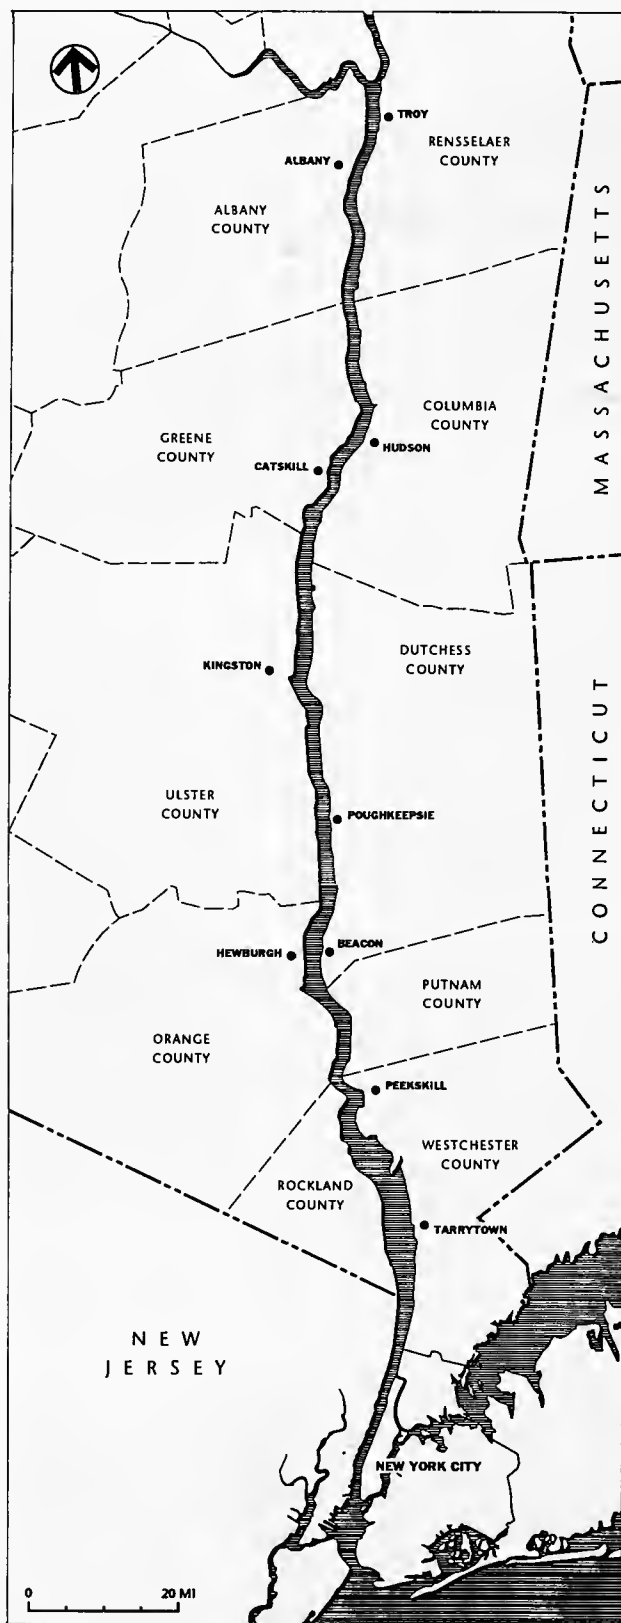 TROY
RENSSELAER
COUNTY
ALBANY
ALBANY
COUNTY
MASSACHUSETTS
COLUMBIA
COUNTY
GREENE
COUNTY
HUDSON
CATSKILL
DUTCHESS
COUNTY
KINGSTON
CONNECTICUT
ULSTER
COUNTY
POUGHKEEPSIE
BEACON
HEWBURGH
PUTNAM
COUNTY
ORANGE
COUNTY
PEEKSKILL
WESTCHESTER
COUNTY
ROCKLAND
COUNTY
TARRYTOWN
NEW
JERSEY
NEW YORK CITY
0 20 MI